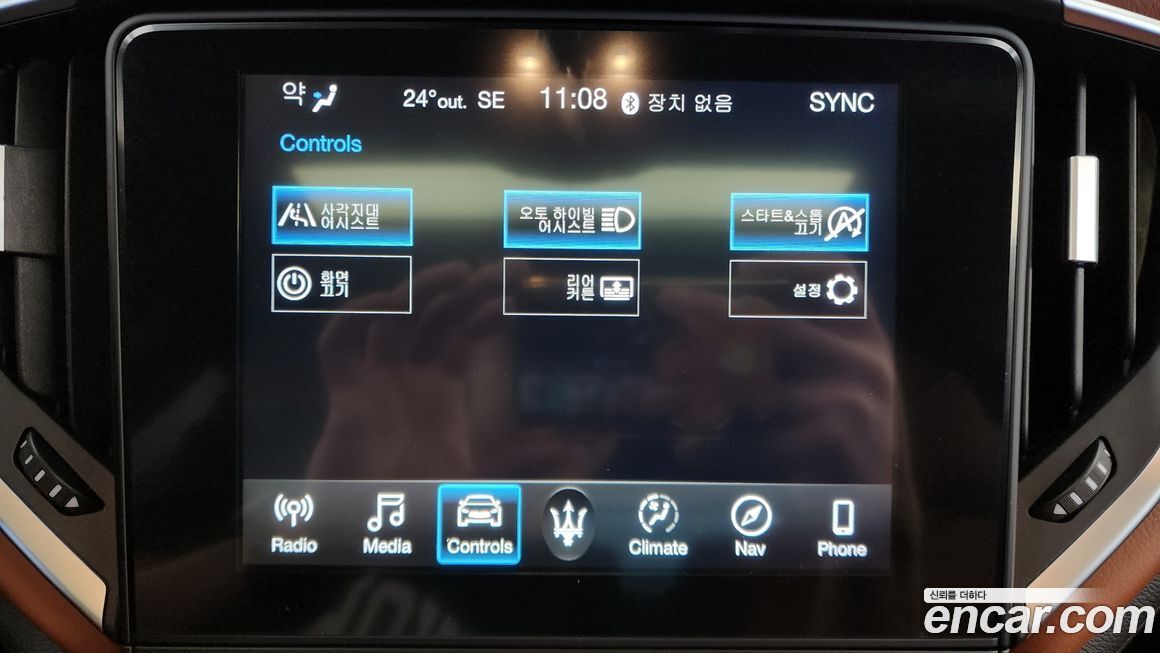 약 24°out. SE 11:08 장치 없음 SYNC
Controls
사각지대
어시스트
오토 하이빔
어시스트
스타트&스톱
끄기
화면
끄기
리어
커튼
설정
Radio Media Controls Climate Nav Phone
신뢰를 더하다
encar.com